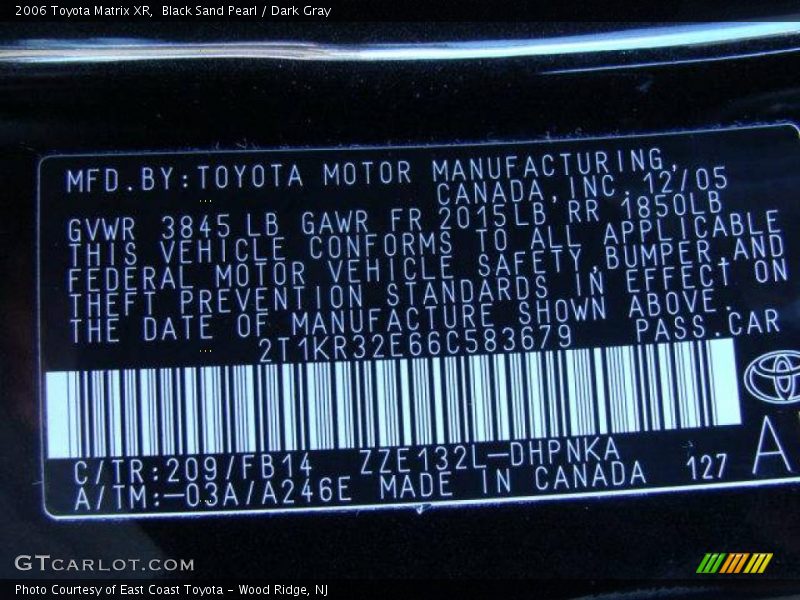 2006 Toyota Matrix XR,  Black Sand Pearl / Dark Gray
MFD.BY:TOYOTA MOTOR MANUFACTURING,
CANADA,INC. 12/05
GVWR 3845 LB GAWR FR 2015LB RR 1850LB
THIS VEHICLE CONFORMS TO ALL APPLICABLE
FEDERAL MOTOR VEHICLE SAFETY,BUMPER,AND
THEFT PREVENTION STANDARDS IN EFFECT ON
THE DATE OF MANUFACTURE SHOWN ABOVE.
2T1KR32E66C583679 PASS.CAR
C/TR:209/FB14 ZZE132L-DHPNKA
A/TM:-03A/A246E MADE IN CANADA 127 A
GTCARLOT.COM
Photo Courtesy of East Coast Toyota - Wood Ridge, NJ